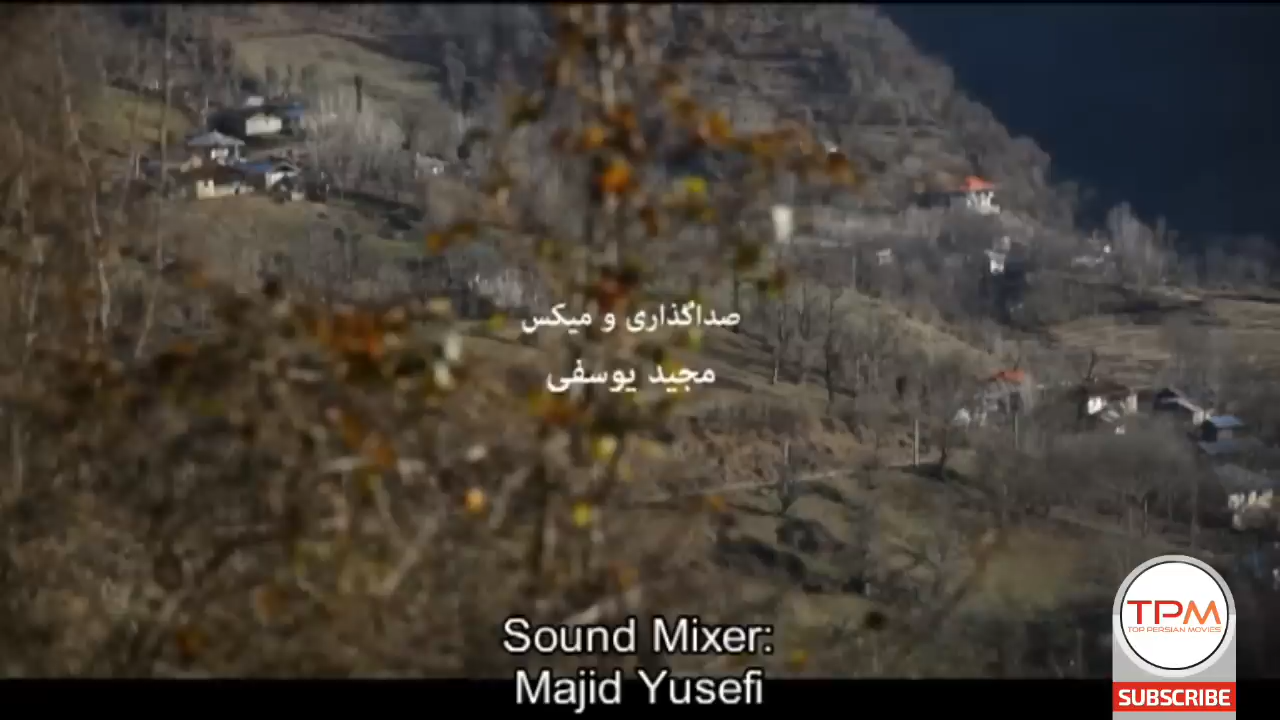 صداگذاری و میکس
مجید یوسفی
Sound Mixer:
Majid Yusefi
TPM
TOP PERSIAN MOVIES
SUBSCRIBE